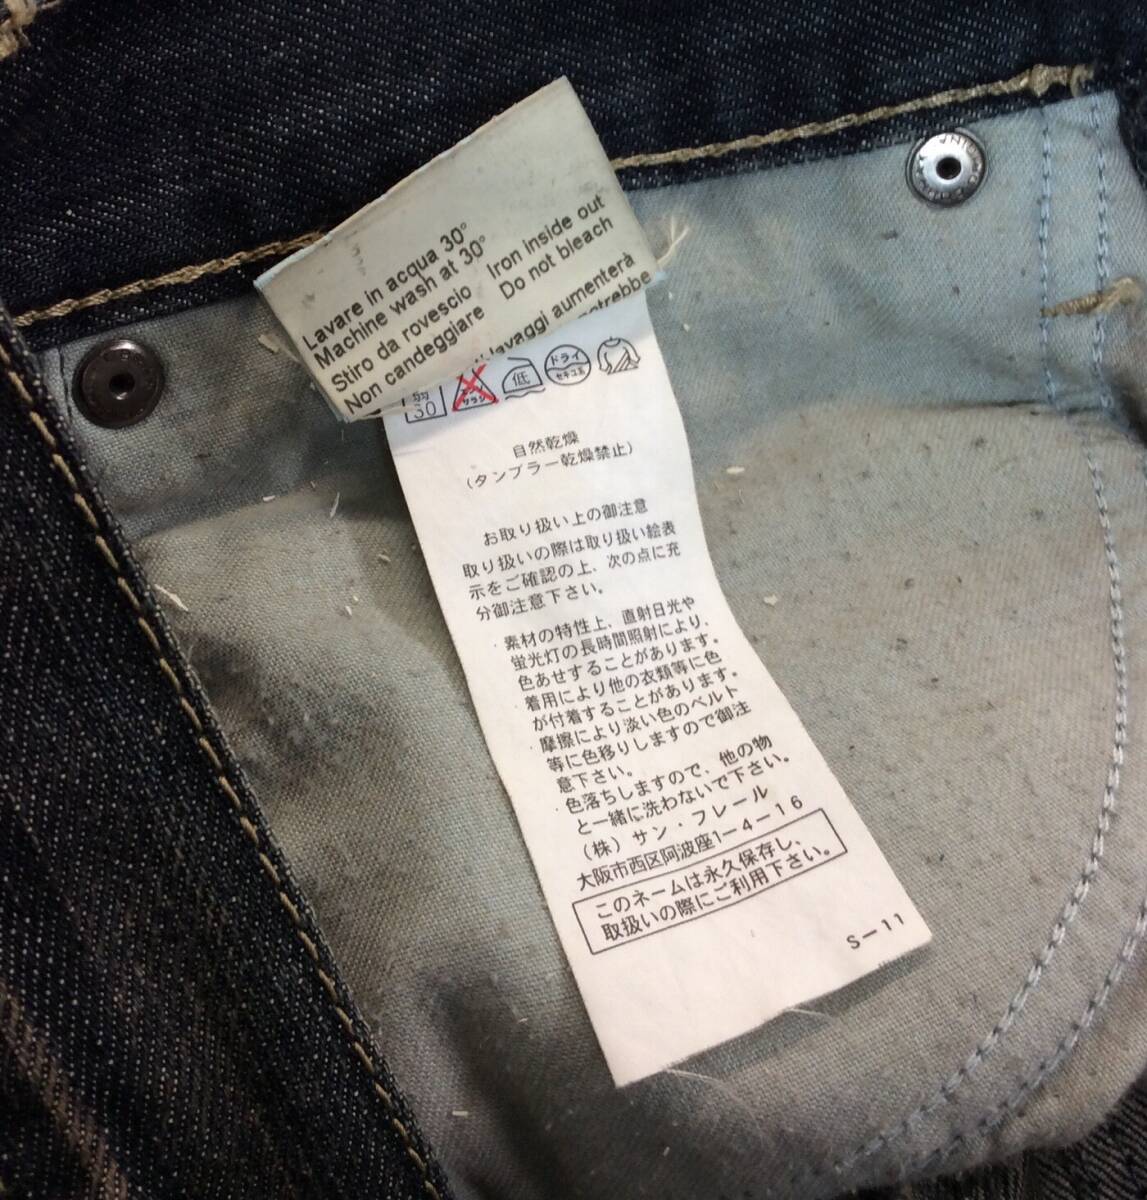 Lavare in acqua 30°
Machine wash at 30°
Stiro da rovescio Iron inside out
Non candeggiare Do not bleach
lavaggi aumenterà
potrebbe
弱
30
サラシ
低
ドライ
セキユ系
自然乾燥
(タンブラー乾燥禁止)
お取り扱い上の御注意
取り扱いの際は取り扱い絵表
示をご確認の上、次の点に充
分御注意下さい。
・素材の特性上、直射日光や
蛍光灯の長時間照射により、
色あせすることがあります。
着用により他の衣類等に色
が付着することがあります。
・摩擦により淡い色のベルト
等に色移りしますので御注
意下さい。
・色落ちしますので、他の物
と一緒に洗わないで下さい。
(株)サン・フレール
大阪市西区阿波座1-4-16
このネームは永久保存し、
取扱いの際にご利用下さい。
S-11